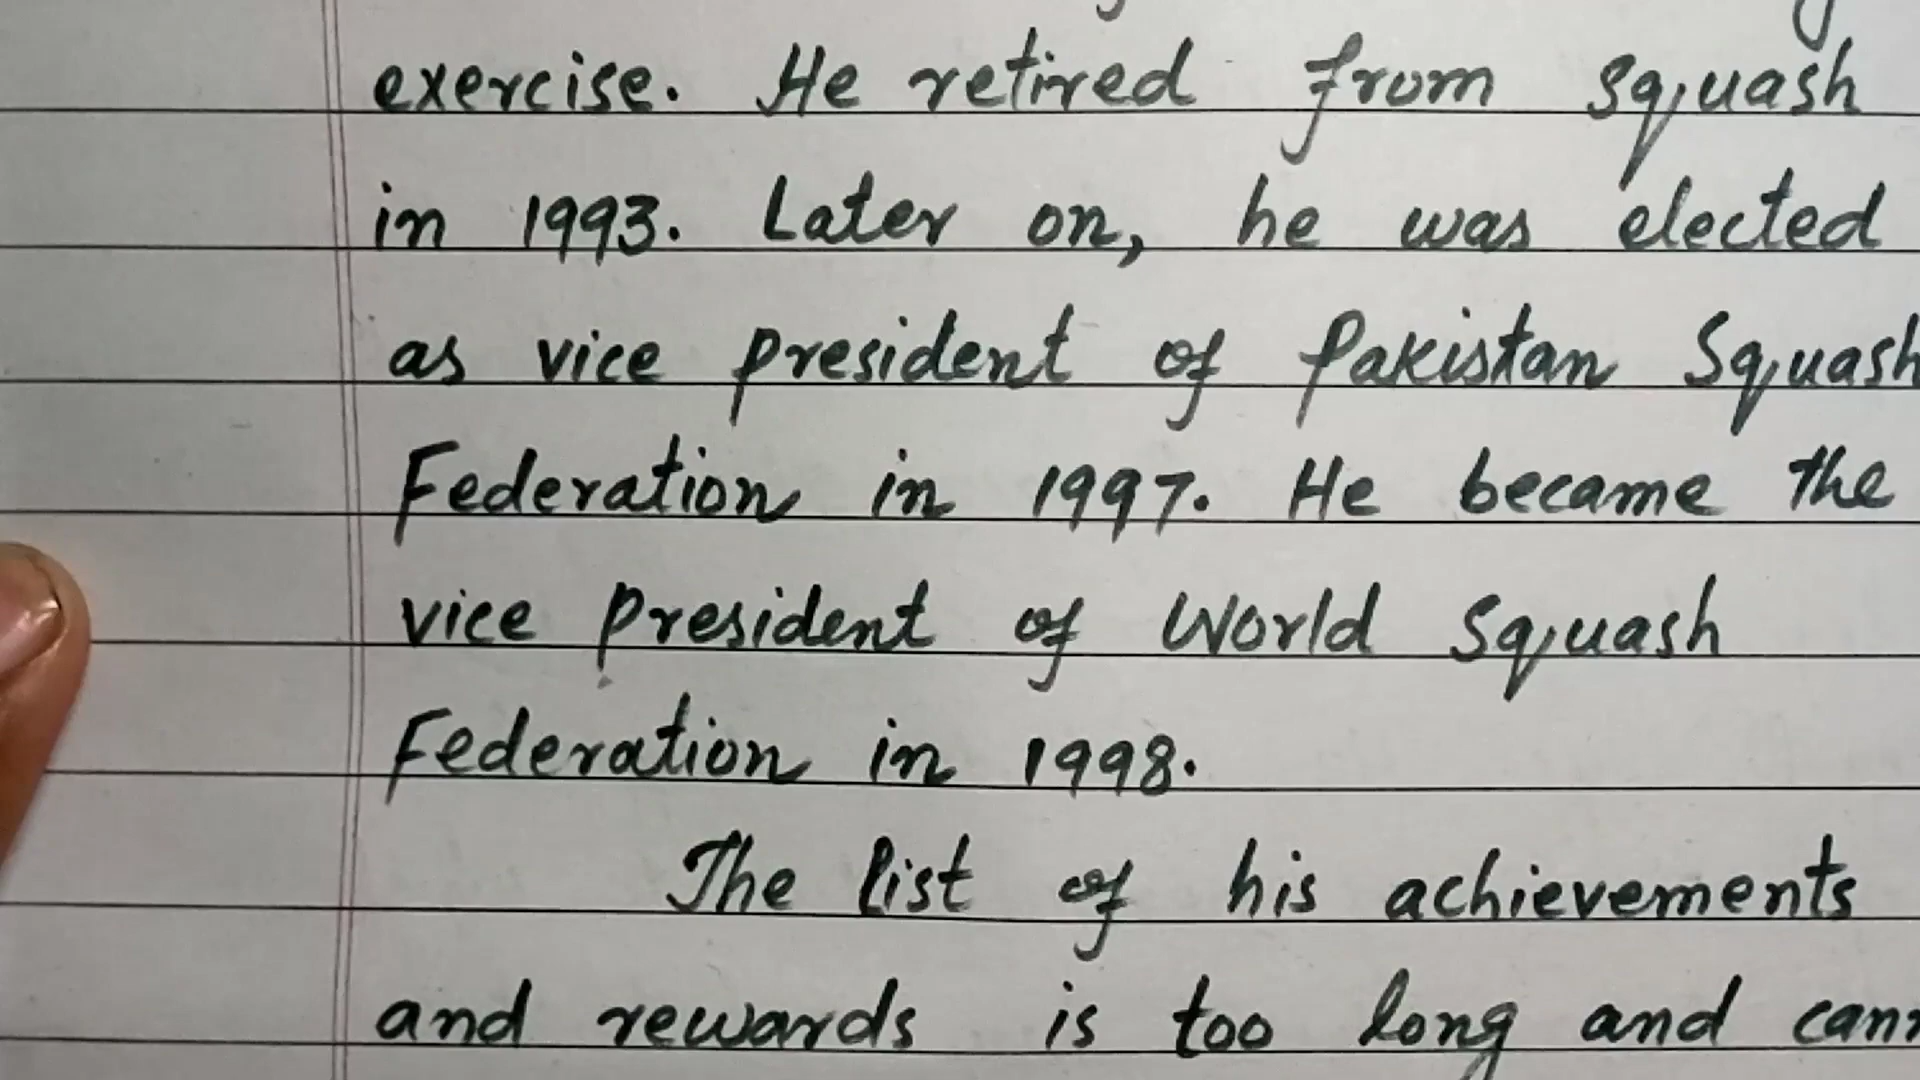 exercise. He retired from squash
in 1993. Later on, he was elected
as vice president of Pakistan Squash
Federation in 1997. He became the
vice president of World Squash
Federation in 1998.
The list of his achievements
and rewards is too long and